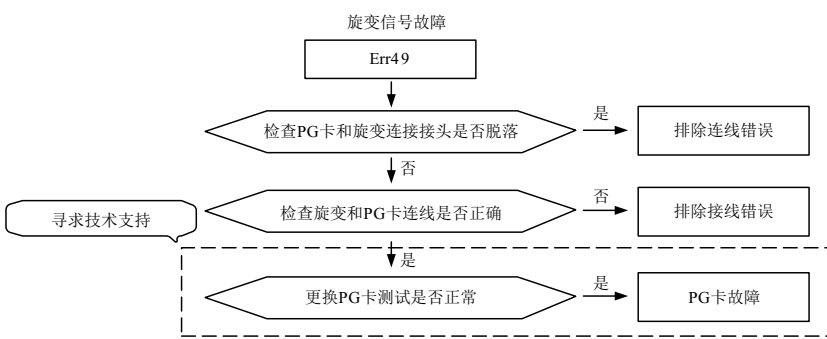 旋变信号故障
Err49
检查PG卡和旋变连接接头是否脱落
是
排除连线错误
否
寻求技术支持
检查旋变和PG卡连线是否正确
否
排除接线错误
是
更换PG卡测试是否正常
是
PG卡故障